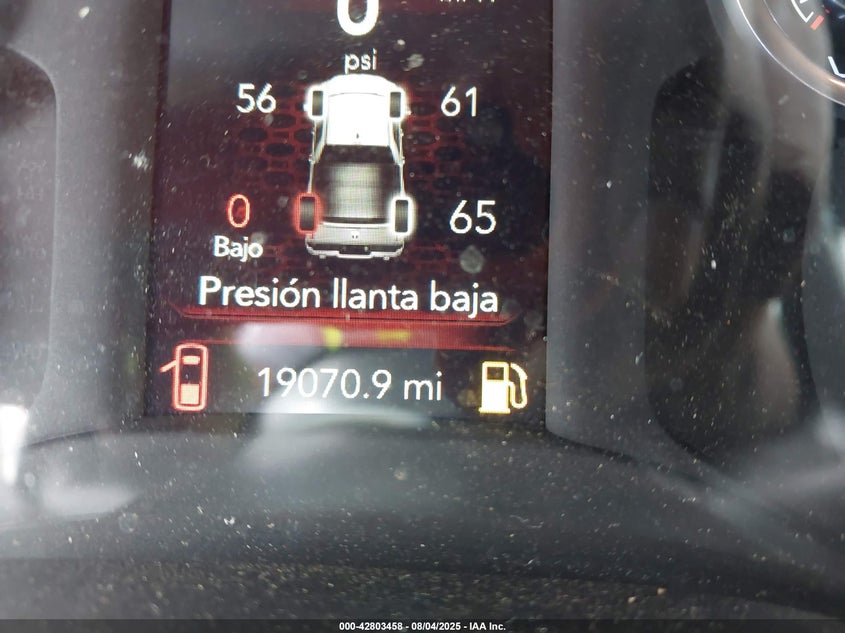 0
psi
56 61
0 65
Bajo
Presión llanta baja
19070.9 mi
000-42803458 - 08/04/2025 - IAA Inc.